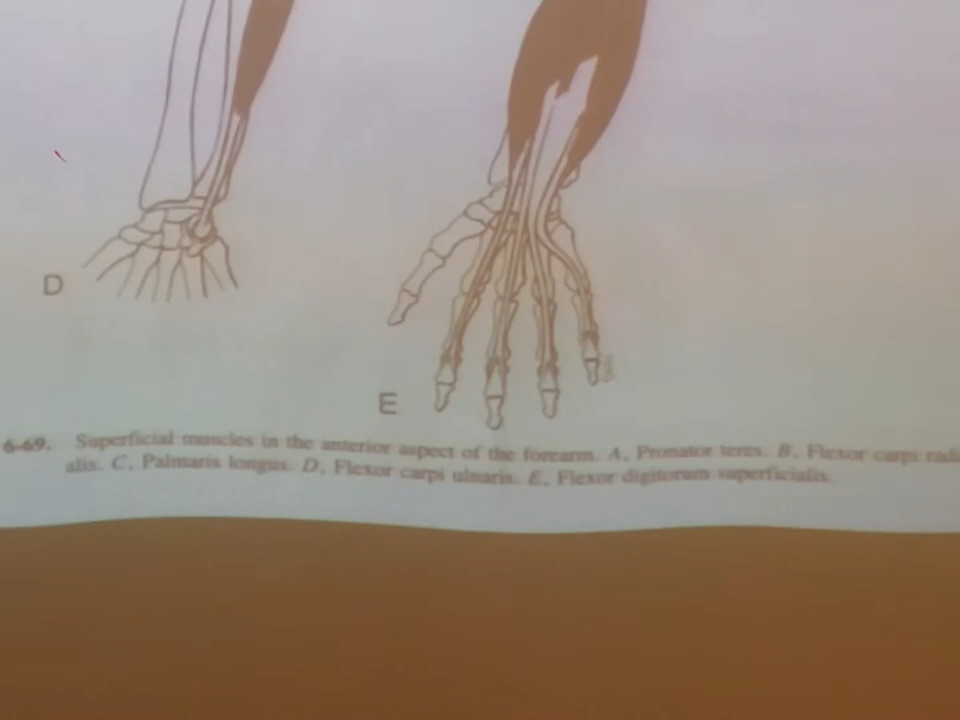 D
E
6-69. Superficial muscles in the anterior aspect of the forearm. A, Pronator teres. B, Flexor carpi radi
alis. C, Palmaris longus. D, Flexor carpi ulnaris. E, Flexor digitorum superficialis.